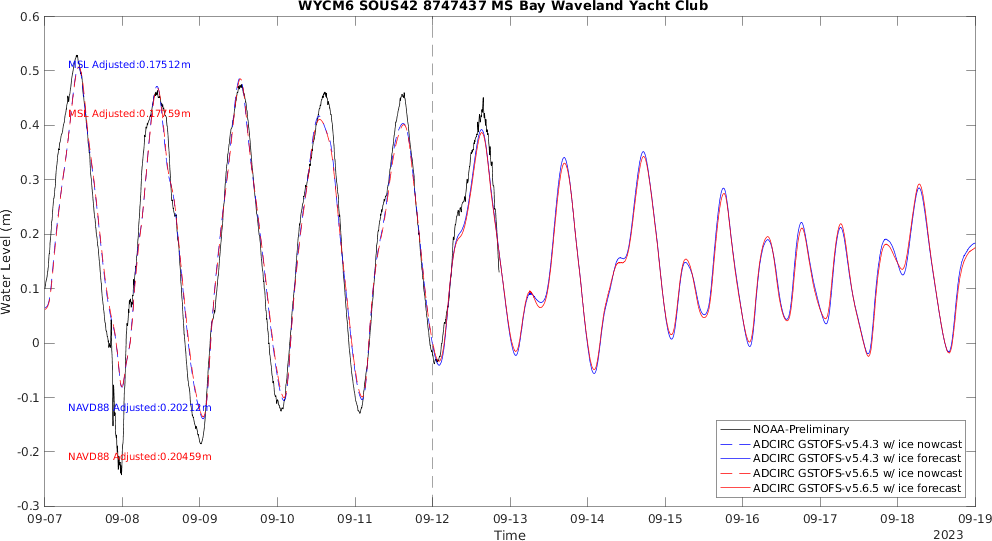 WYCM6 SOUS42 8747437 MS Bay Waveland Yacht Club
0.6
0.5
0.4
0.3
0.2
0.1
0
-0.1
-0.2
-0.3
Water Level (m)
MSL Adjusted:0.17512m
MSL Adjusted:0.17759m
NAVD88 Adjusted:0.20212m
NAVD88 Adjusted:0.20459m
NOAA-Preliminary
ADCIRC GSTOFS-v5.4.3 w/ ice nowcast
ADCIRC GSTOFS-v5.4.3 w/ ice forecast
ADCIRC GSTOFS-v5.6.5 w/ ice nowcast
ADCIRC GSTOFS-v5.6.5 w/ ice forecast
09-07 09-08 09-09 09-10 09-11 09-12 09-13 09-14 09-15 09-16 09-17 09-18 09-19
Time
2023